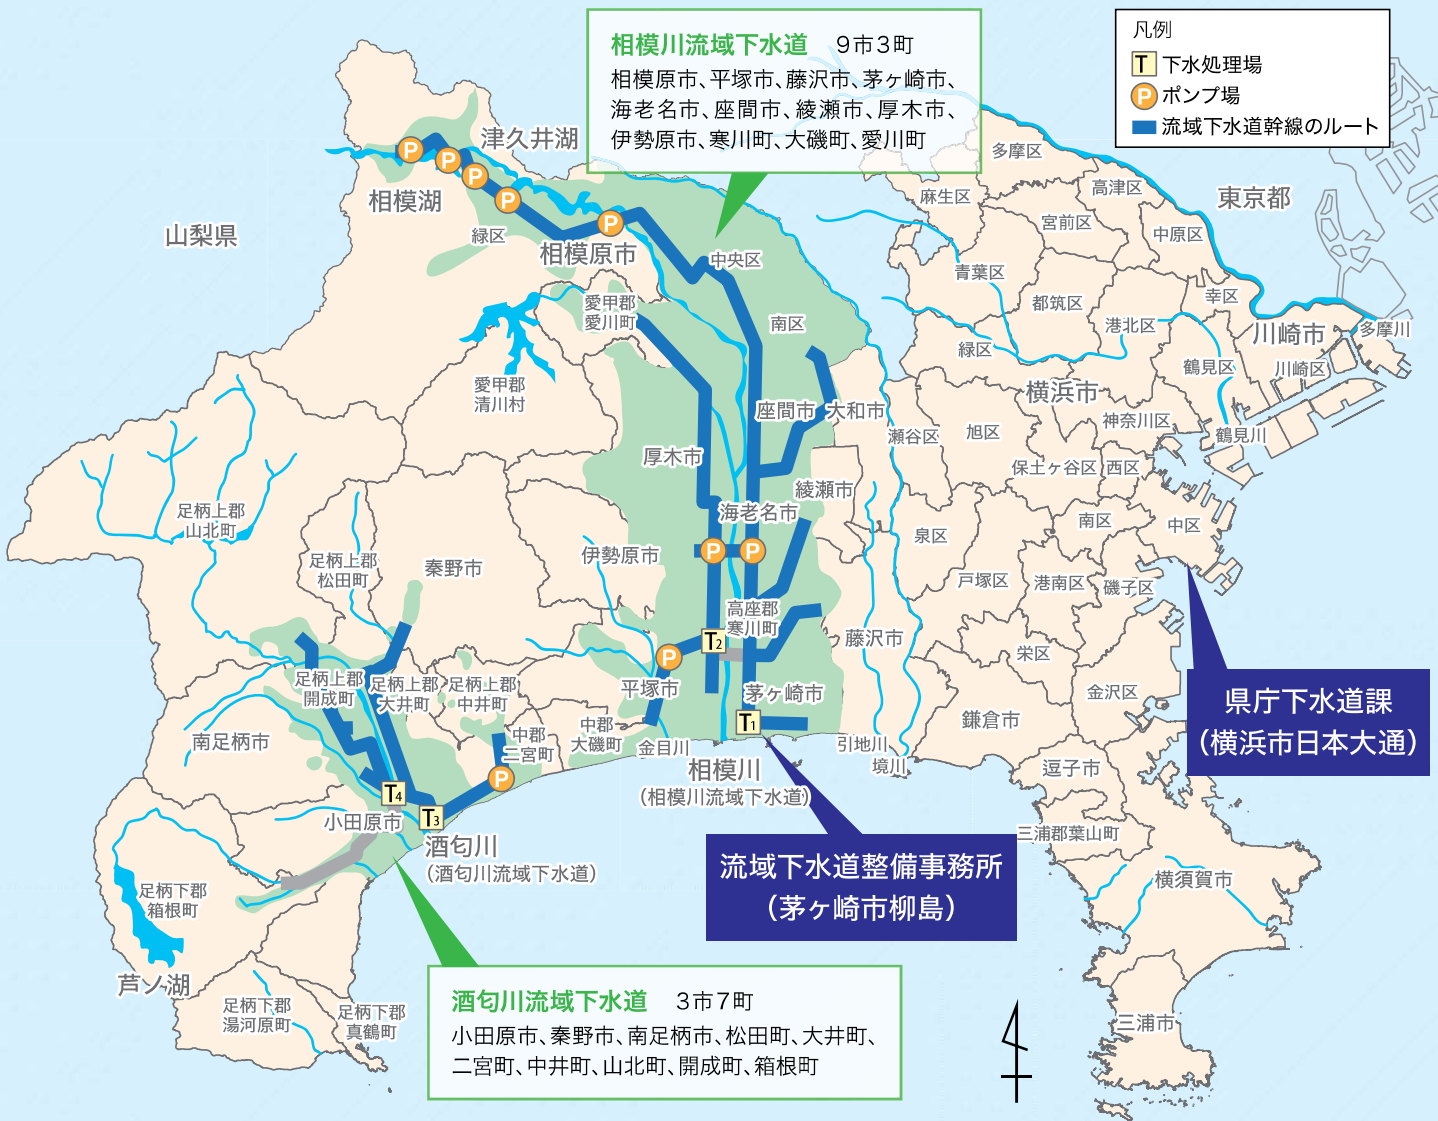 相模川流域下水道　9市3町
相模原市、平塚市、藤沢市、茅ヶ崎市、
海老名市、座間市、綾瀬市、厚木市、
伊勢原市、寒川町、大磯町、愛川町
凡例
T 下水処理場
P ポンプ場
流域下水道幹線のルート
津久井湖
相模湖
山梨県
東京都
緑区
相模原市
中央区
南区
多摩区
麻生区
高津区
宮前区
中原区
青葉区
都筑区
幸区
港北区
川崎市
多摩川
緑区
鶴見区
川崎区
横浜市
神奈川区
鶴見川
愛甲郡
愛川町
愛甲郡
清川村
座間市
大和市
瀬谷区
旭区
保土ヶ谷区
西区
厚木市
綾瀬市
海老名市
南区
中区
泉区
足柄上郡
山北町
足柄上郡
松田町
秦野市
伊勢原市
戸塚区
港南区
磯子区
高座郡
寒川町
藤沢市
栄区
金沢区
P
P
P
P
P
P
P
P
P
T2
T1
T4
T3
足柄上郡
開成町
足柄上郡
大井町
足柄上郡
中井町
平塚市
茅ヶ崎市
鎌倉市
南足柄市
中郡
二宮町
中郡
大磯町
金目川
相模川
（相模川流域下水道）
引地川
境川
逗子市
県庁下水道課
（横浜市日本大通）
小田原市
酒匂川
（酒匂川流域下水道）
三浦郡葉山町
流域下水道整備事務所
（茅ヶ崎市柳島）
横須賀市
足柄下郡
箱根町
芦ノ湖
足柄下郡
湯河原町
足柄下郡
真鶴町
三浦市
酒匂川流域下水道　3市7町
小田原市、秦野市、南足柄市、松田町、大井町、
二宮町、中井町、山北町、開成町、箱根町